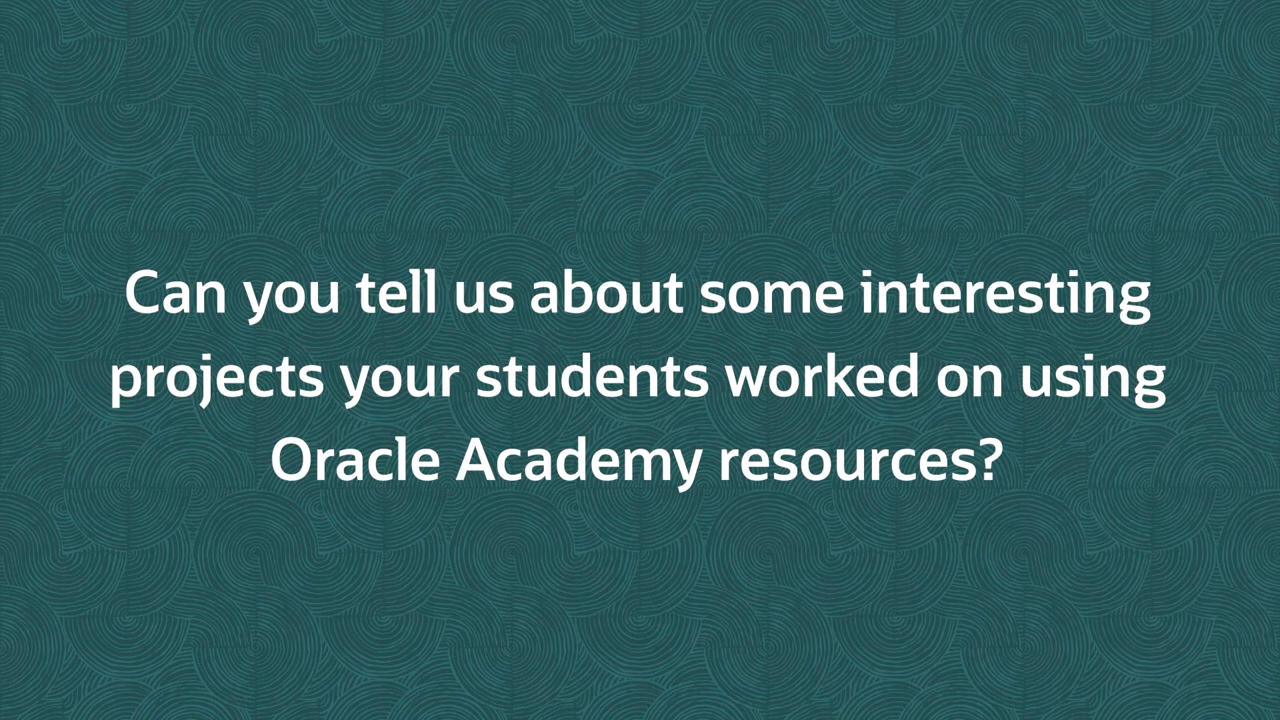 Can you tell us about some interesting
projects your students worked on using
Oracle Academy resources?